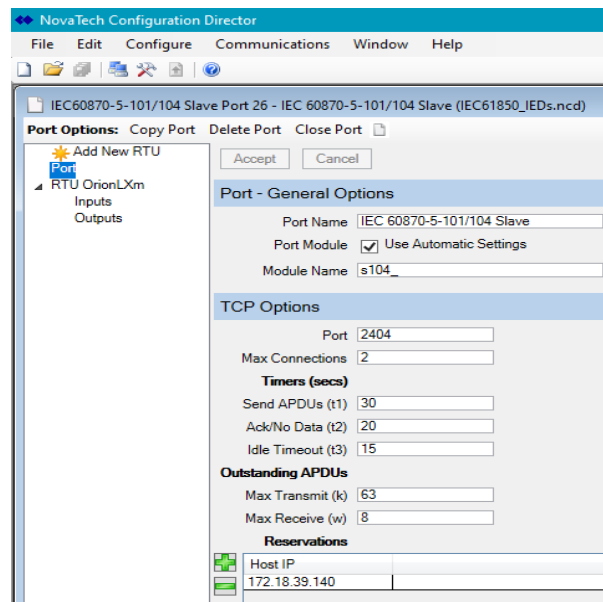 NovaTech Configuration Director
File Edit Configure Communications Window Help
IEC60870-5-101/104 Slave Port 26 - IEC 60870-5-101/104 Slave (IEC61850_IEDs.ncd)
Port Options: Copy Port Delete Port Close Port
Add New RTU
Port
RTU OrionLXm
Inputs
Outputs
Accept Cancel
Port - General Options
Port Name IEC 60870-5-101/104 Slave
Port Module Use Automatic Settings
Module Name s104_
TCP Options
Port 2404
Max Connections 2
Timers (secs)
Send APDUs (t1) 30
Ack/No Data (t2) 20
Idle Timeout (t3) 15
Outstanding APDUs
Max Transmit (k) 63
Max Receive (w) 8
Reservations
Host IP
172.18.39.140